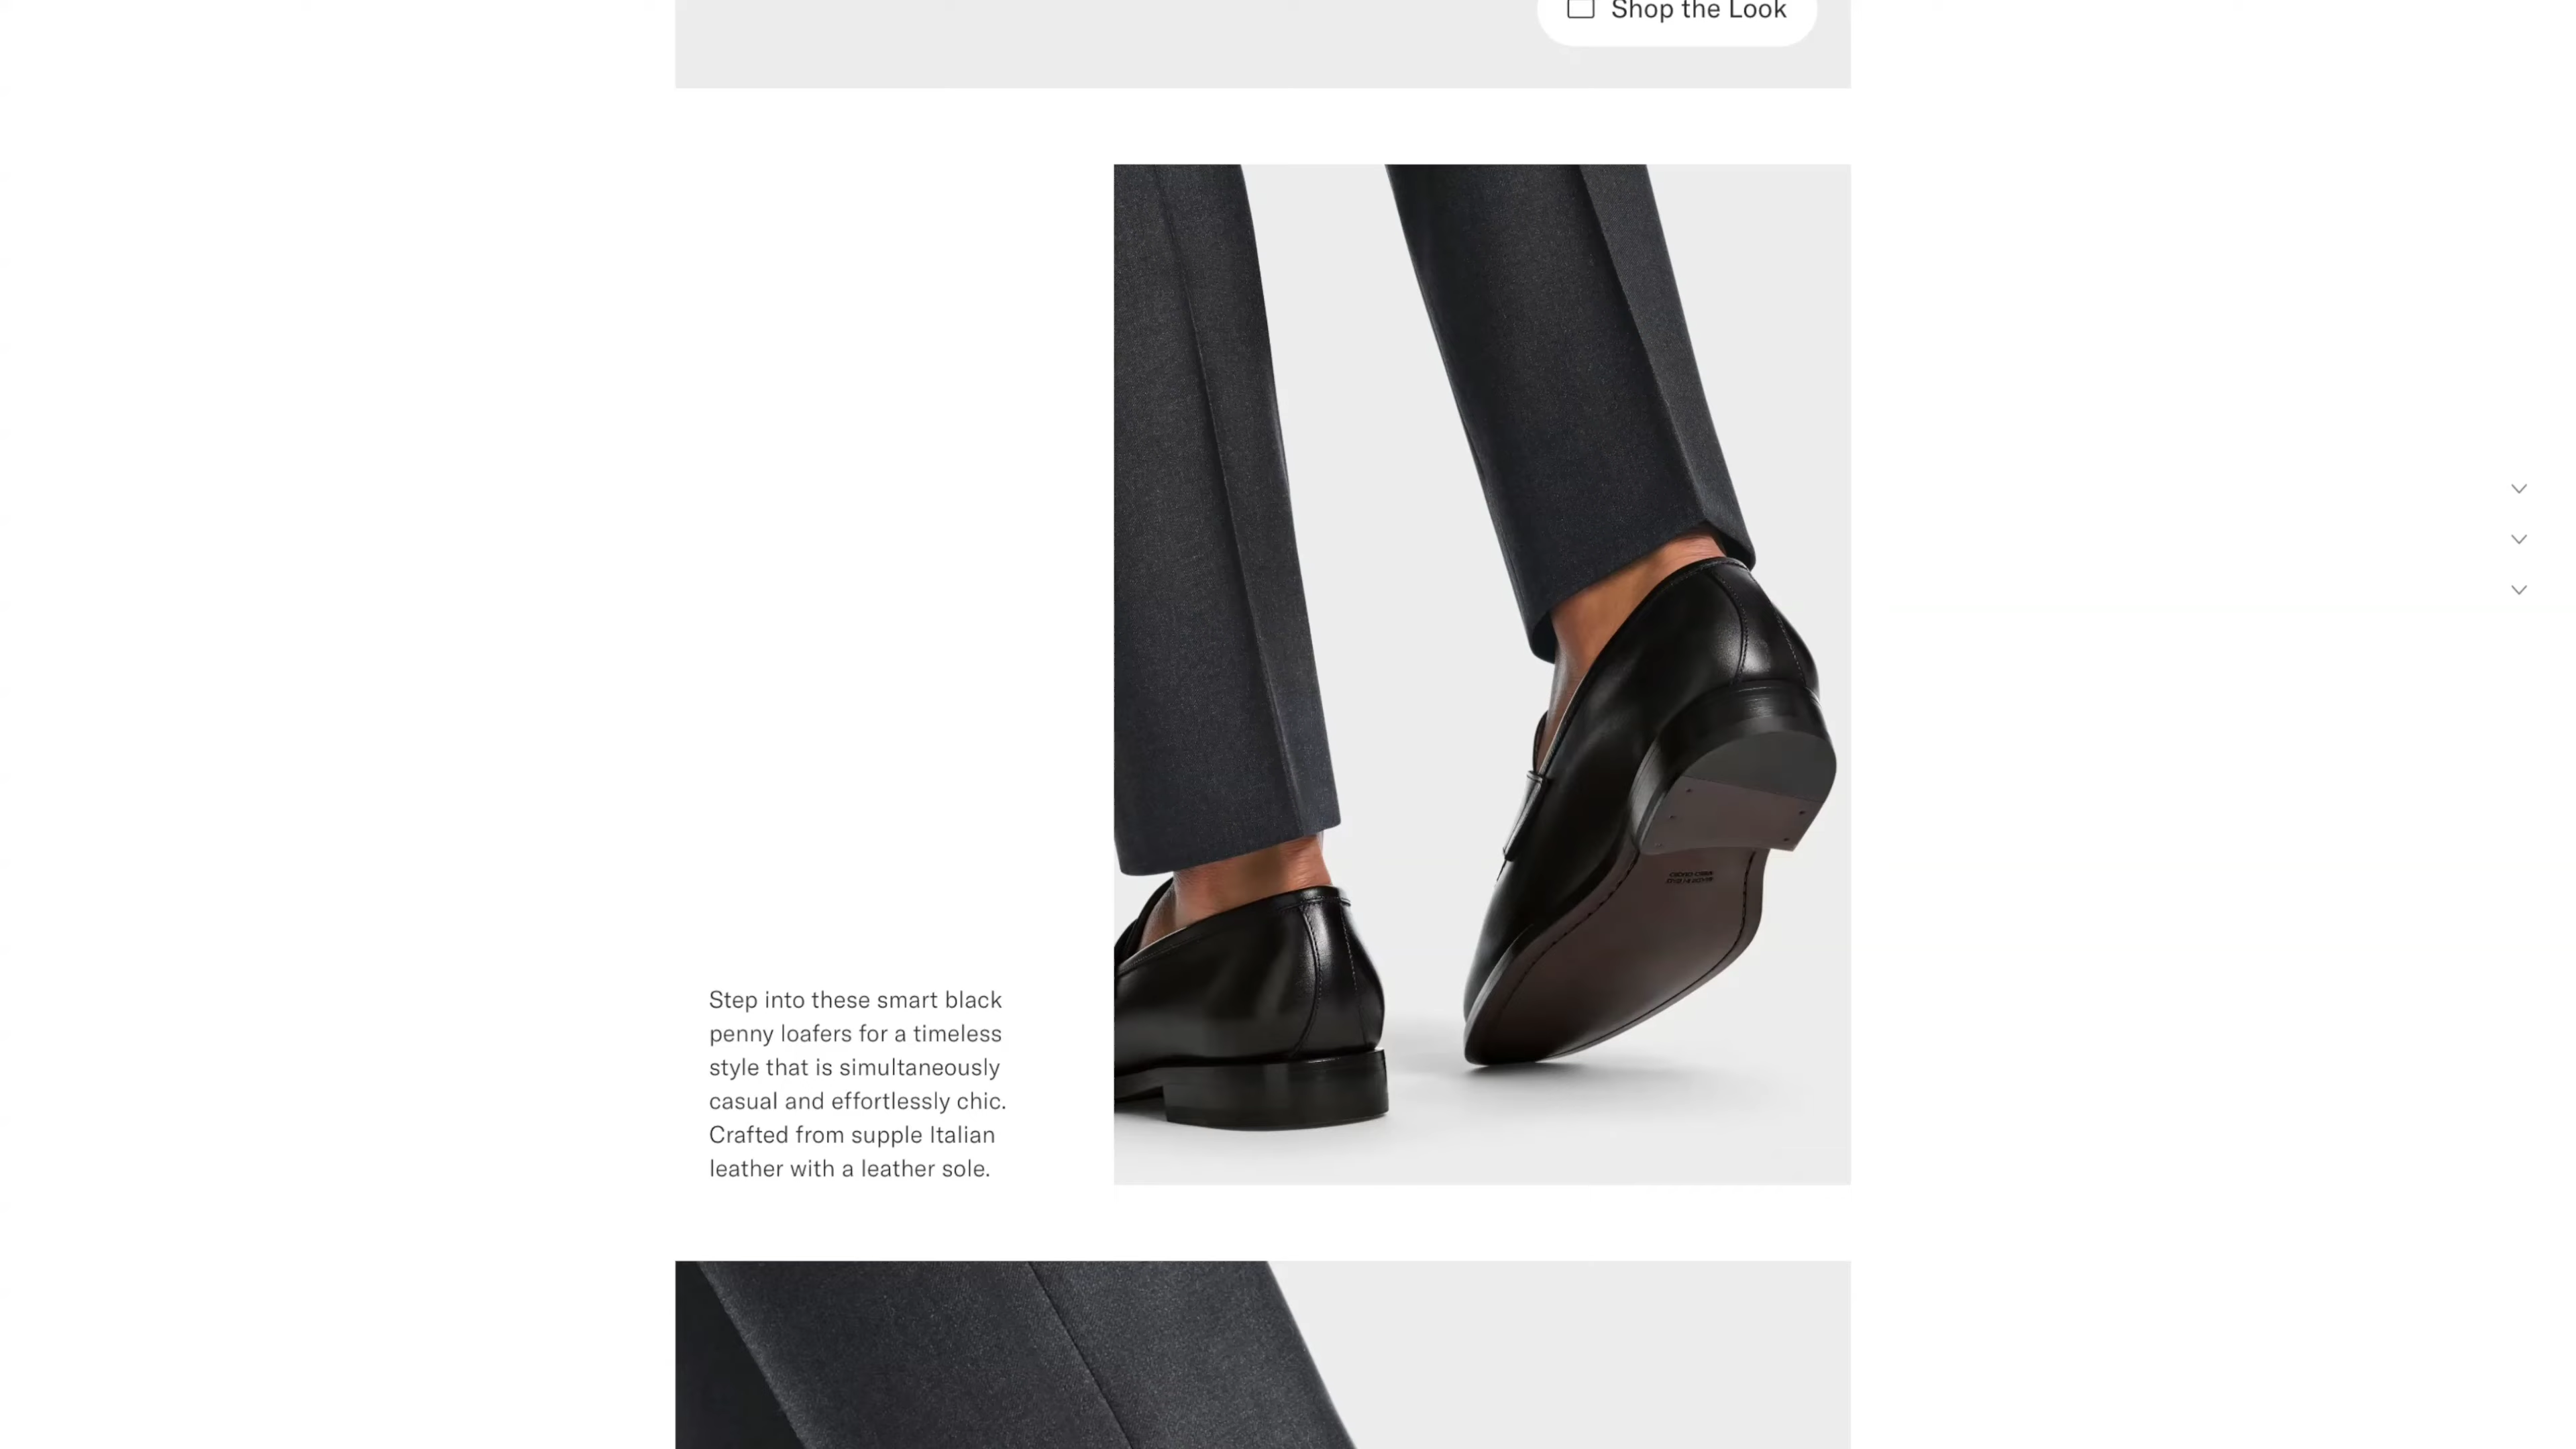 Shop the Look
Step into these smart black
penny loafers for a timeless
style that is simultaneously
casual and effortlessly chic.
Crafted from supple Italian
leather with a leather sole.